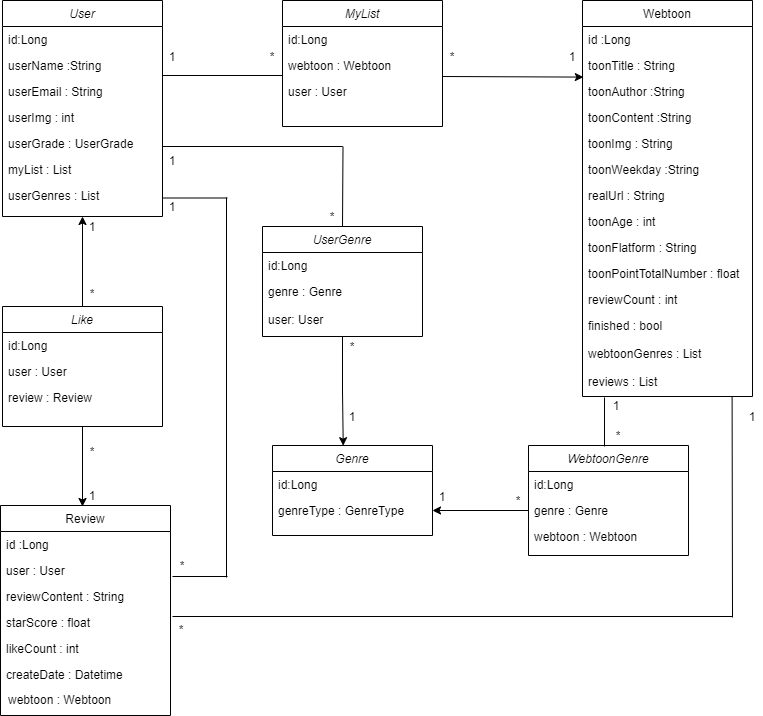 User
id:Long
userName :String
userEmail : String
userImg : int
userGrade : UserGrade
myList : List
userGenres : List
1
*
MyList
id:Long
webtoon : Webtoon
user : User
*
1
Webtoon
id :Long
toonTitle : String
toonAuthor :String
toonContent :String
toonImg : String
toonWeekday :String
realUrl : String
toonAge : int
toonFlatform : String
toonPointTotalNumber : float
reviewCount : int
finished : bool
webtoonGenres : List
reviews : List
1
*
1
1
*
UserGenre
id:Long
genre : Genre
user: User
*
1
Like
id:Long
user : User
review : Review
*
1
Genre
id:Long
genreType : GenreType
1
*
WebtoonGenre
id:Long
genre : Genre
webtoon : Webtoon
1
*
1
Review
id :Long
user : User
reviewContent : String
starScore : float
likeCount : int
createDate : Datetime
webtoon : Webtoon
*
*